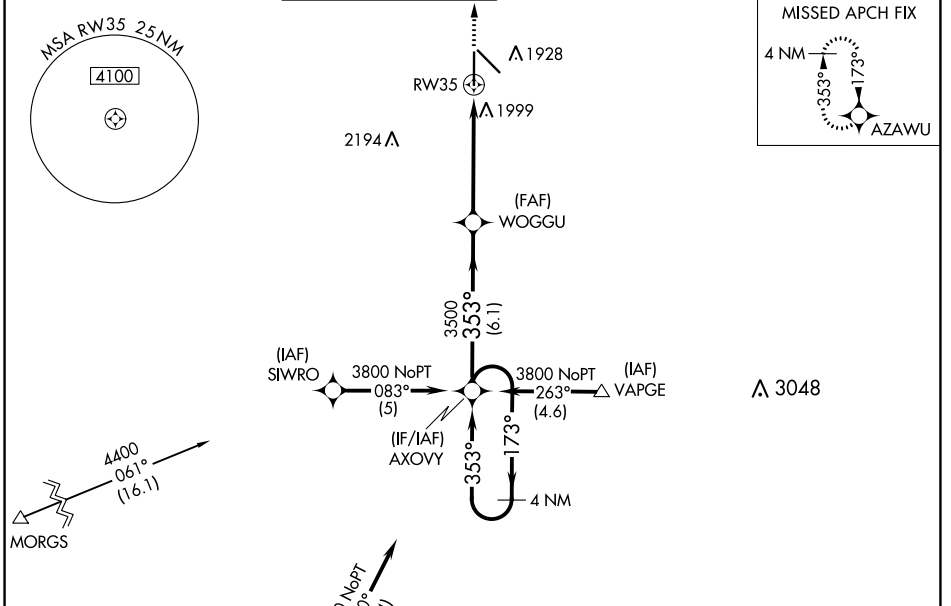 MSA RW35 25 NM
4100
1928
RW35
1999
2194
MISSED APCH FIX
4 NM
353°
173°
AZAWU
(FAF)
WOGGU
3500
353°
(6.1)
(IAF)
SIWRO
3800 NoPT
083°
(5)
3800 NoPT
263°
(4.6)
(IAF)
VAPGE
3048
(IF/IAF)
AXOVY
353°
173°
4 NM
4400
061°
(16.1)
MORGS
NoPT